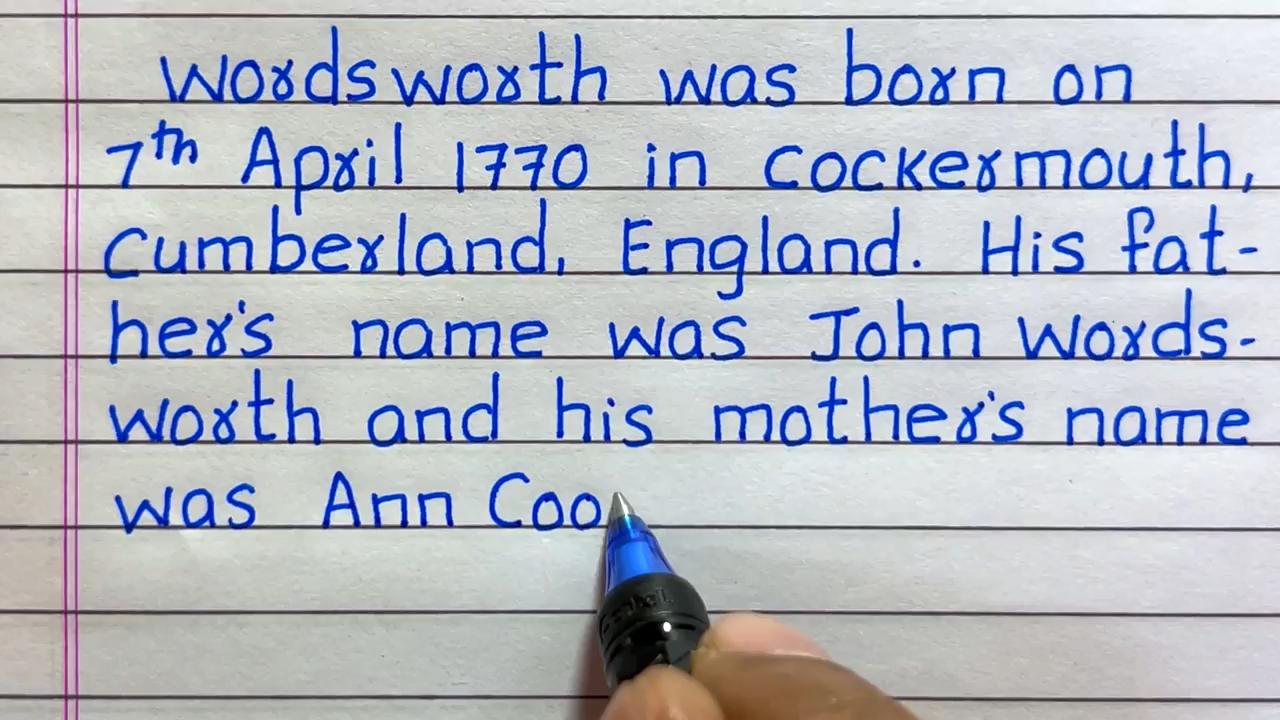 Wordsworth was born on
7th April 1770 in Cockermouth,
Cumberland, England. His fat-
her's name was John Words-
worth and his mother's name
was Ann Coo